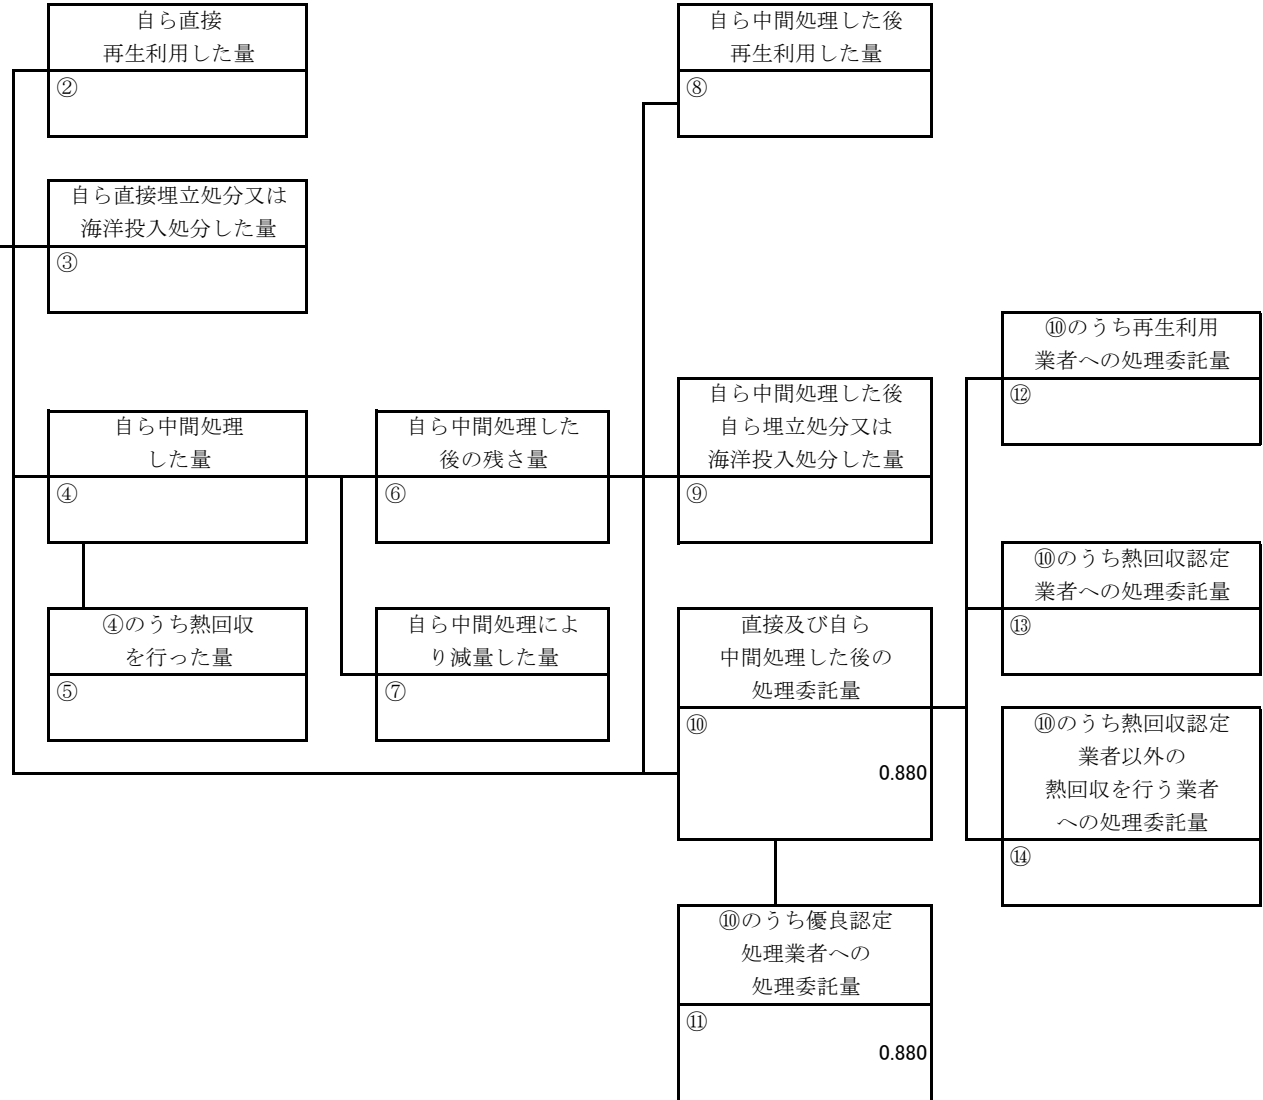 自ら直接
再生利用した量
②
自ら中間処理した後
再生利用した量
⑧
自ら直接埋立処分又は
海洋投入処分した量
③
⑩のうち再生利用
業者への処理委託量
⑫
自ら中間処理
した量
④
自ら中間処理した
後の残さ量
⑥
自ら中間処理した後
自ら埋立処分又は
海洋投入処分した量
⑨
⑩のうち熱回収認定
業者への処理委託量
⑬
④のうち熱回収
を行った量
⑤
自ら中間処理によ
り減量した量
⑦
直接及び自ら
中間処理した後の
処理委託量
⑩
0.880
⑩のうち熱回収認定
業者以外の
熱回収を行う業者
への処理委託量
⑭
⑩のうち優良認定
処理業者への
処理委託量
⑪
0.880